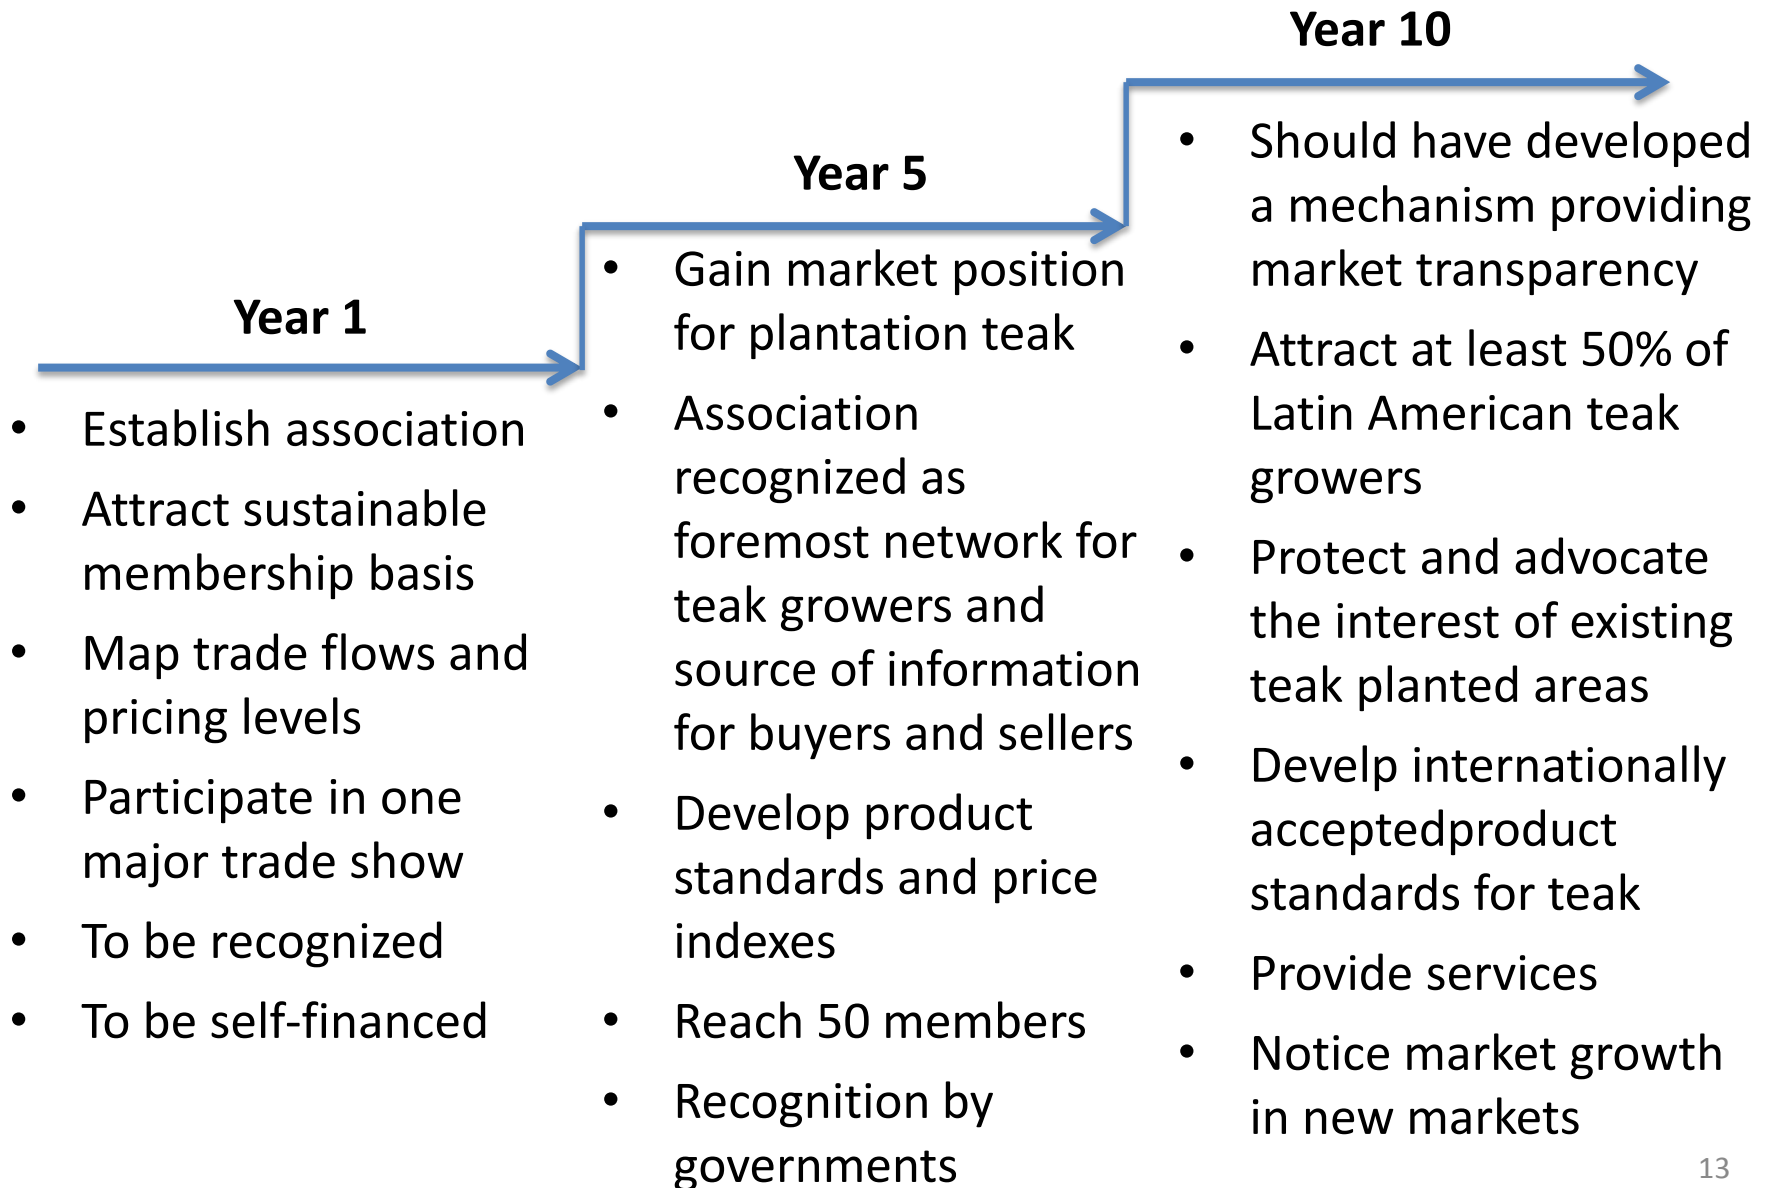 Year 1
• Establish association
• Attract sustainable
membership basis
• Map trade flows and
pricing levels
• Participate in one
major trade show
• To be recognized
• To be self-financed
Year 5
• Gain market position
for plantation teak
• Association
recognized as
foremost network for
teak growers and
source of information
for buyers and sellers
• Develop product
standards and price
indexes
• Reach 50 members
• Recognition by
governments
Year 10
• Should have developed
a mechanism providing
market transparency
• Attract at least 50% of
Latin American teak
growers
• Protect and advocate
the interest of existing
teak planted areas
• Develp internationally
acceptedproduct
standards for teak
• Provide services
• Notice market growth
in new markets
13